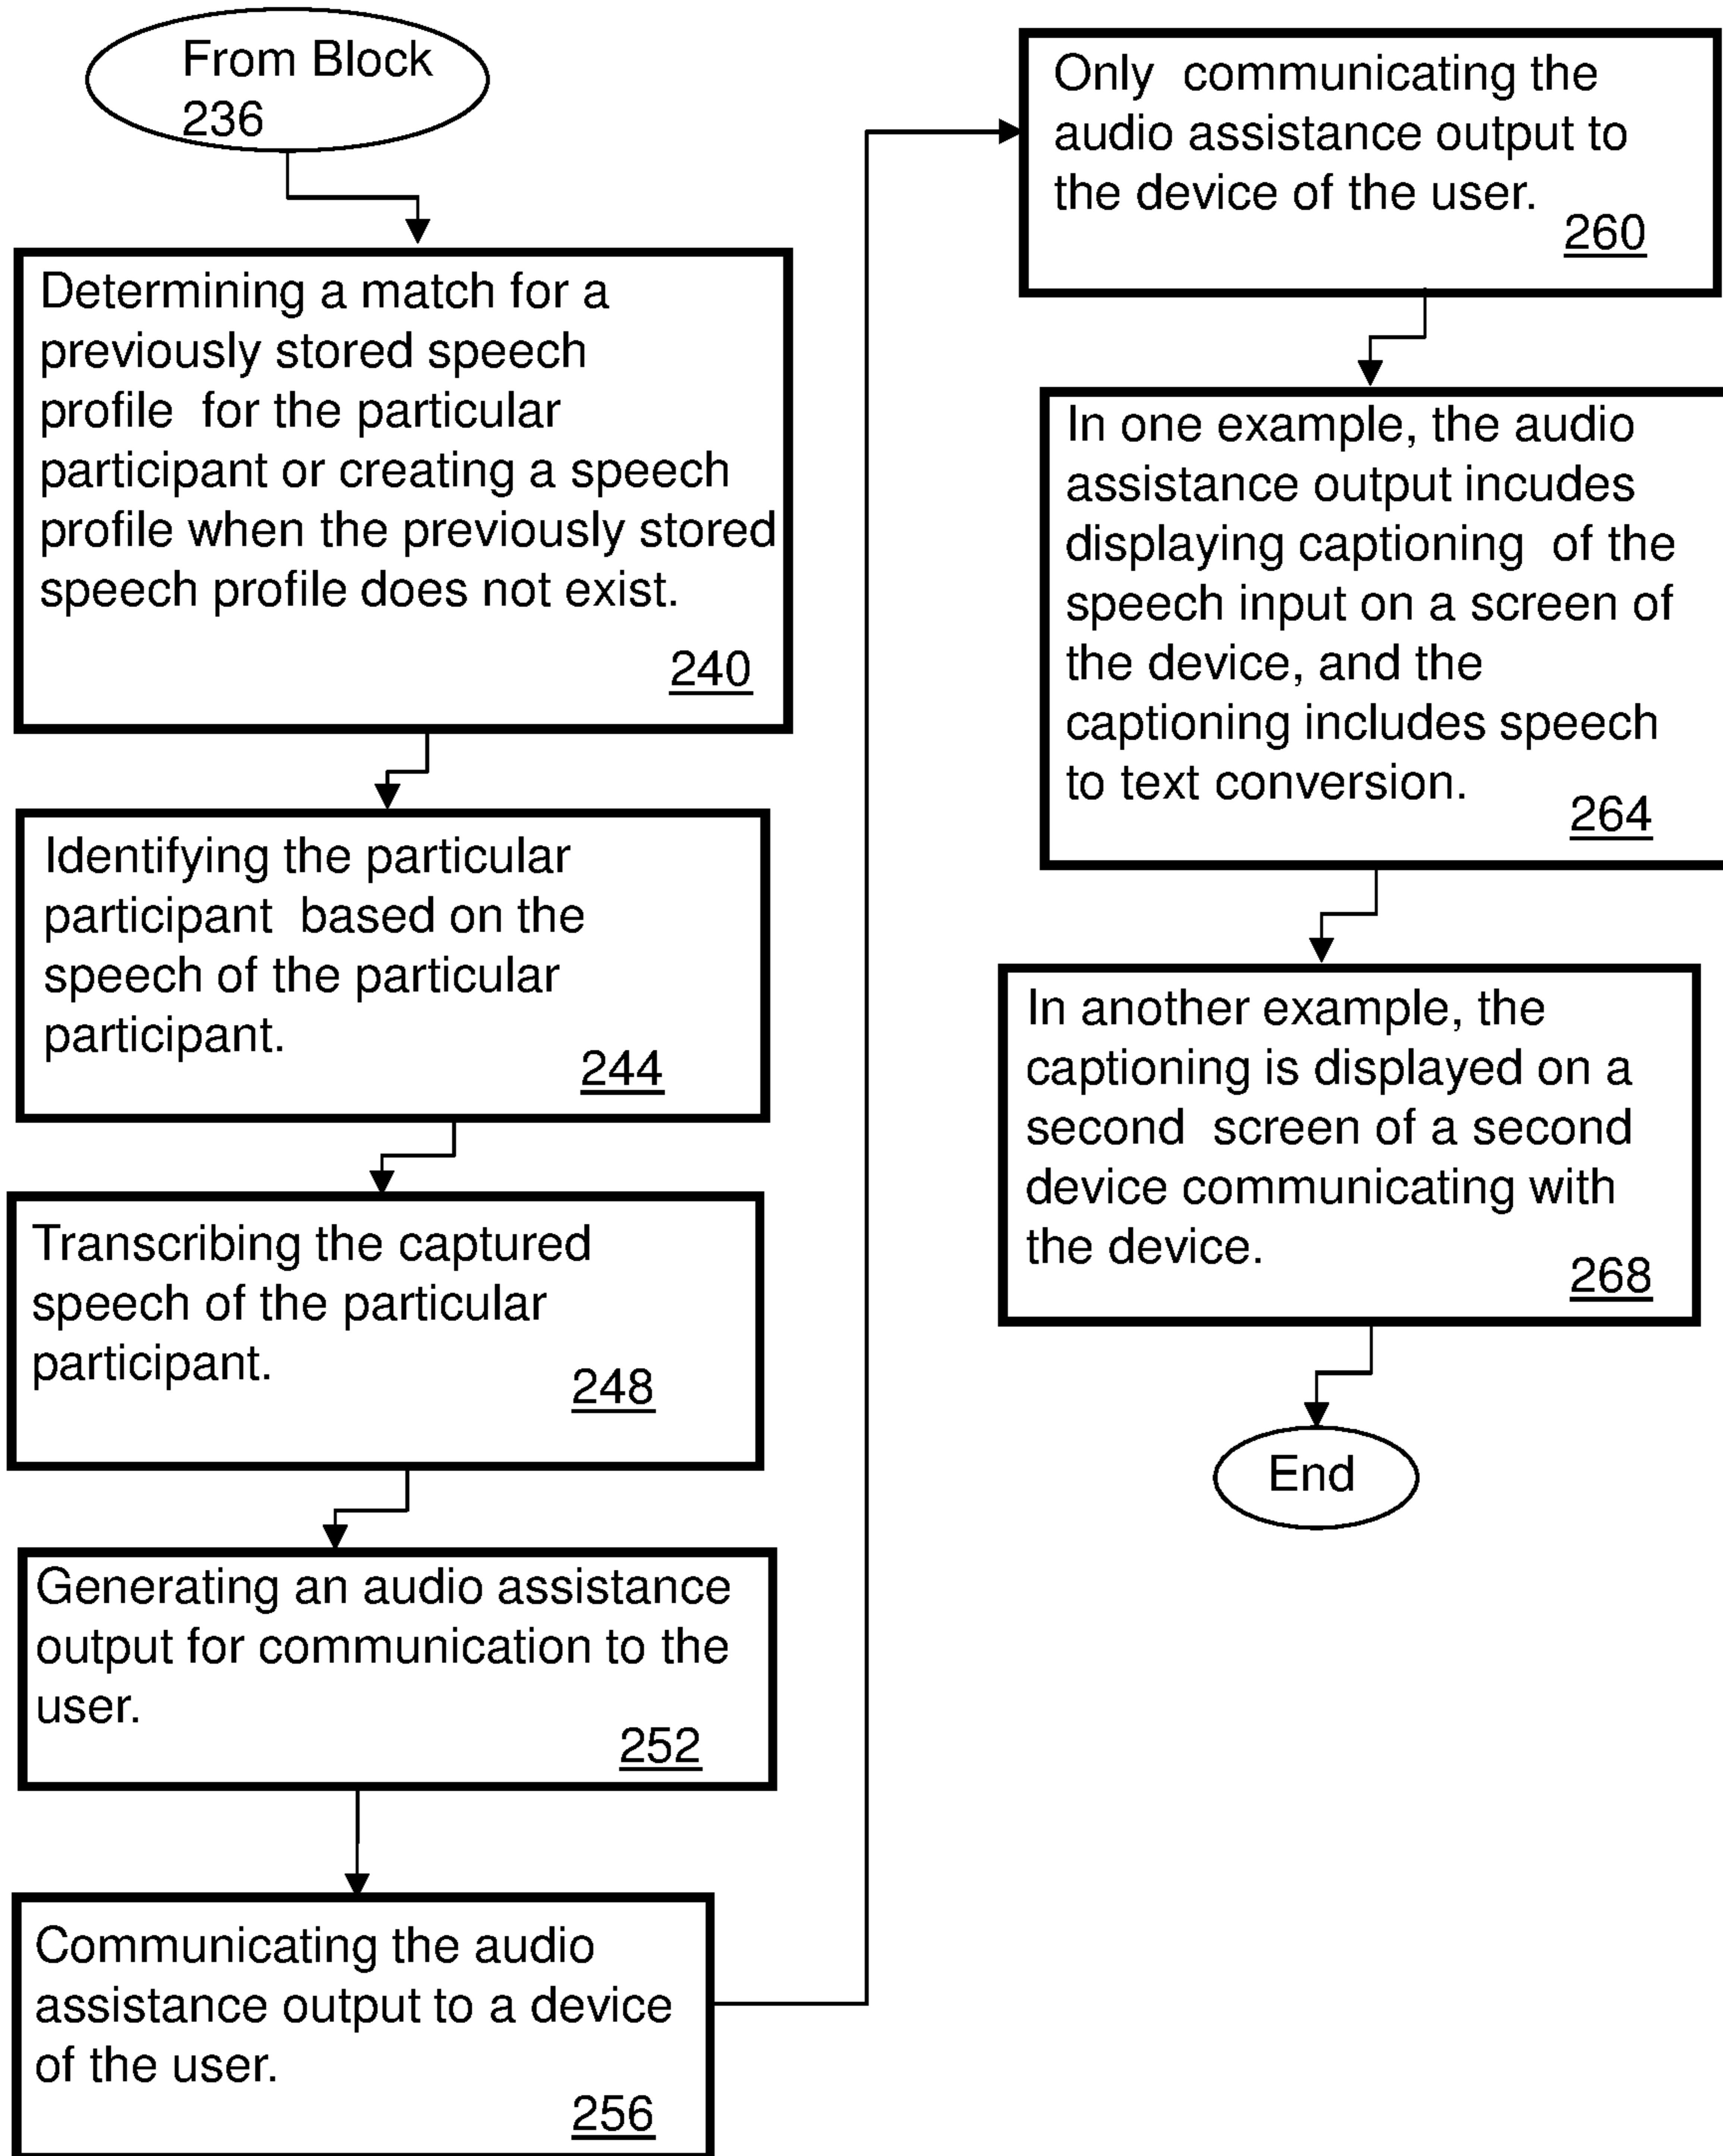 From Block
236
Determining a match for a
previously stored speech
profile for the particular
participant or creating a speech
profile when the previously stored
speech profile does not exist.
240
Identifying the particular
participant based on the
speech of the particular
participant.
244
Transcribing the captured
speech of the particular
participant.
248
Generating an audio assistance
output for communication to the
user.
252
Communicating the audio
assistance output to a device
of the user.
256
Only communicating the
audio assistance output to
the device of the user.
260
In one example, the audio
assistance output incudes
displaying captioning of the
speech input on a screen of
the device, and the
captioning includes speech
to text conversion.
264
In another example, the
captioning is displayed on a
second screen of a second
device communicating with
the device.
268
End